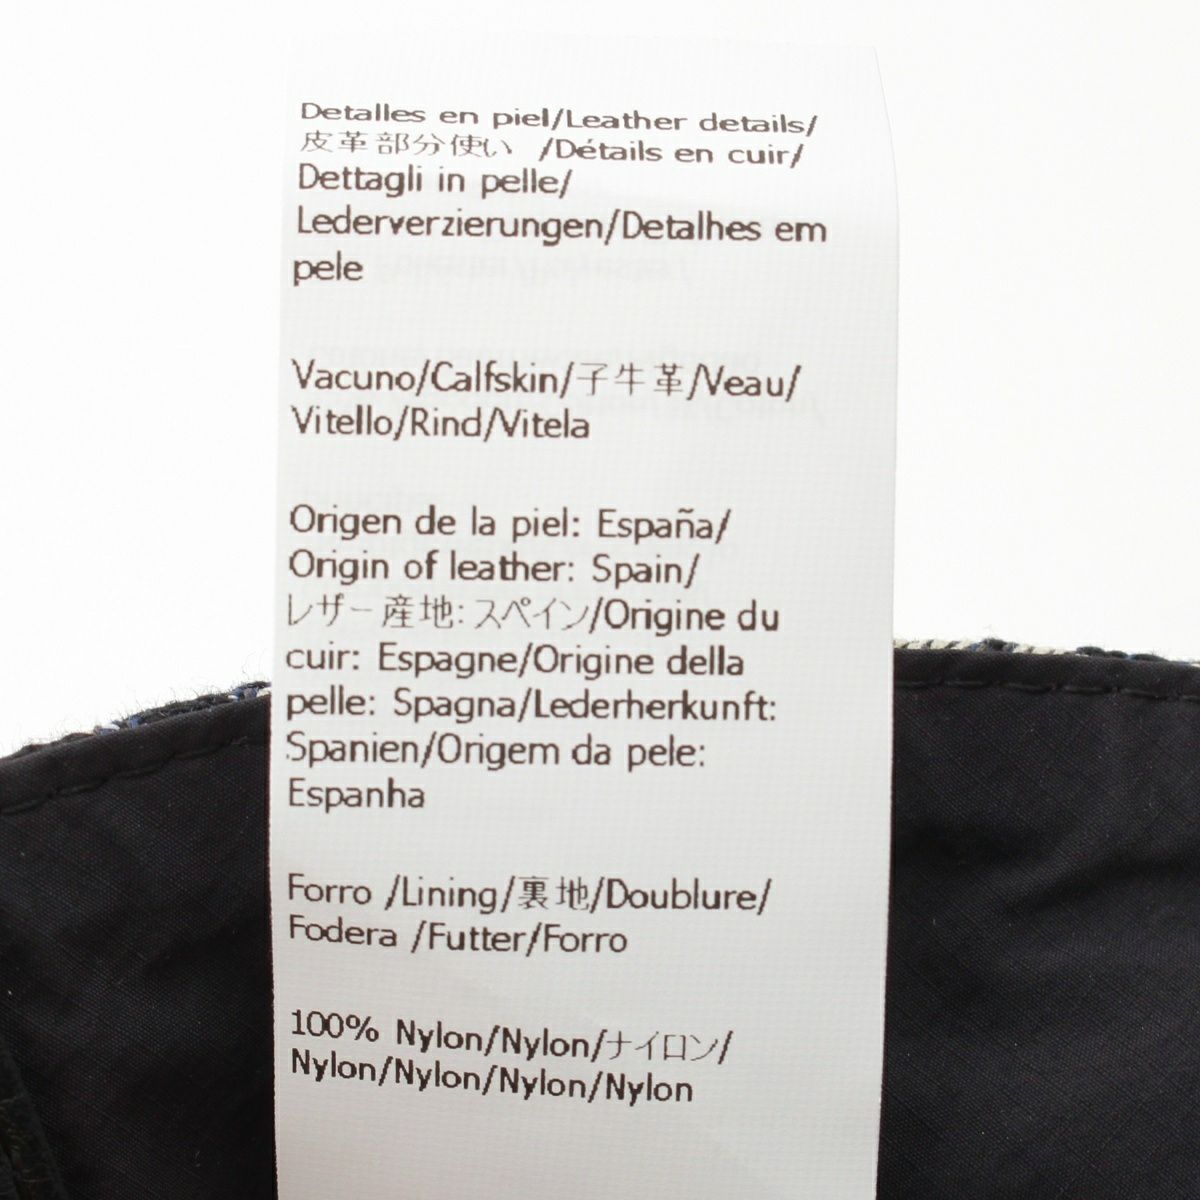 Detalles en piel/Leather details/
皮革部分使い /Détails en cuir/
Dettagli in pelle/
Lederverzierungen/Detalhes em
pele
Vacuno/Calfskin/子牛革/Veau/
Vitello/Rind/Vitela
Origen de la piel: España/
Origin of leather: Spain/
レザー産地: スペイン/Origine du
cuir: Espagne/Origine della
pelle: Spagna/Lederherkunft:
Spanien/Origem da pele:
Espanha
Forro /Lining/裏地/Doublure/
Fodera /Futter/Forro
100% Nylon/Nylon/ナイロン/
Nylon/Nylon/Nylon/Nylon